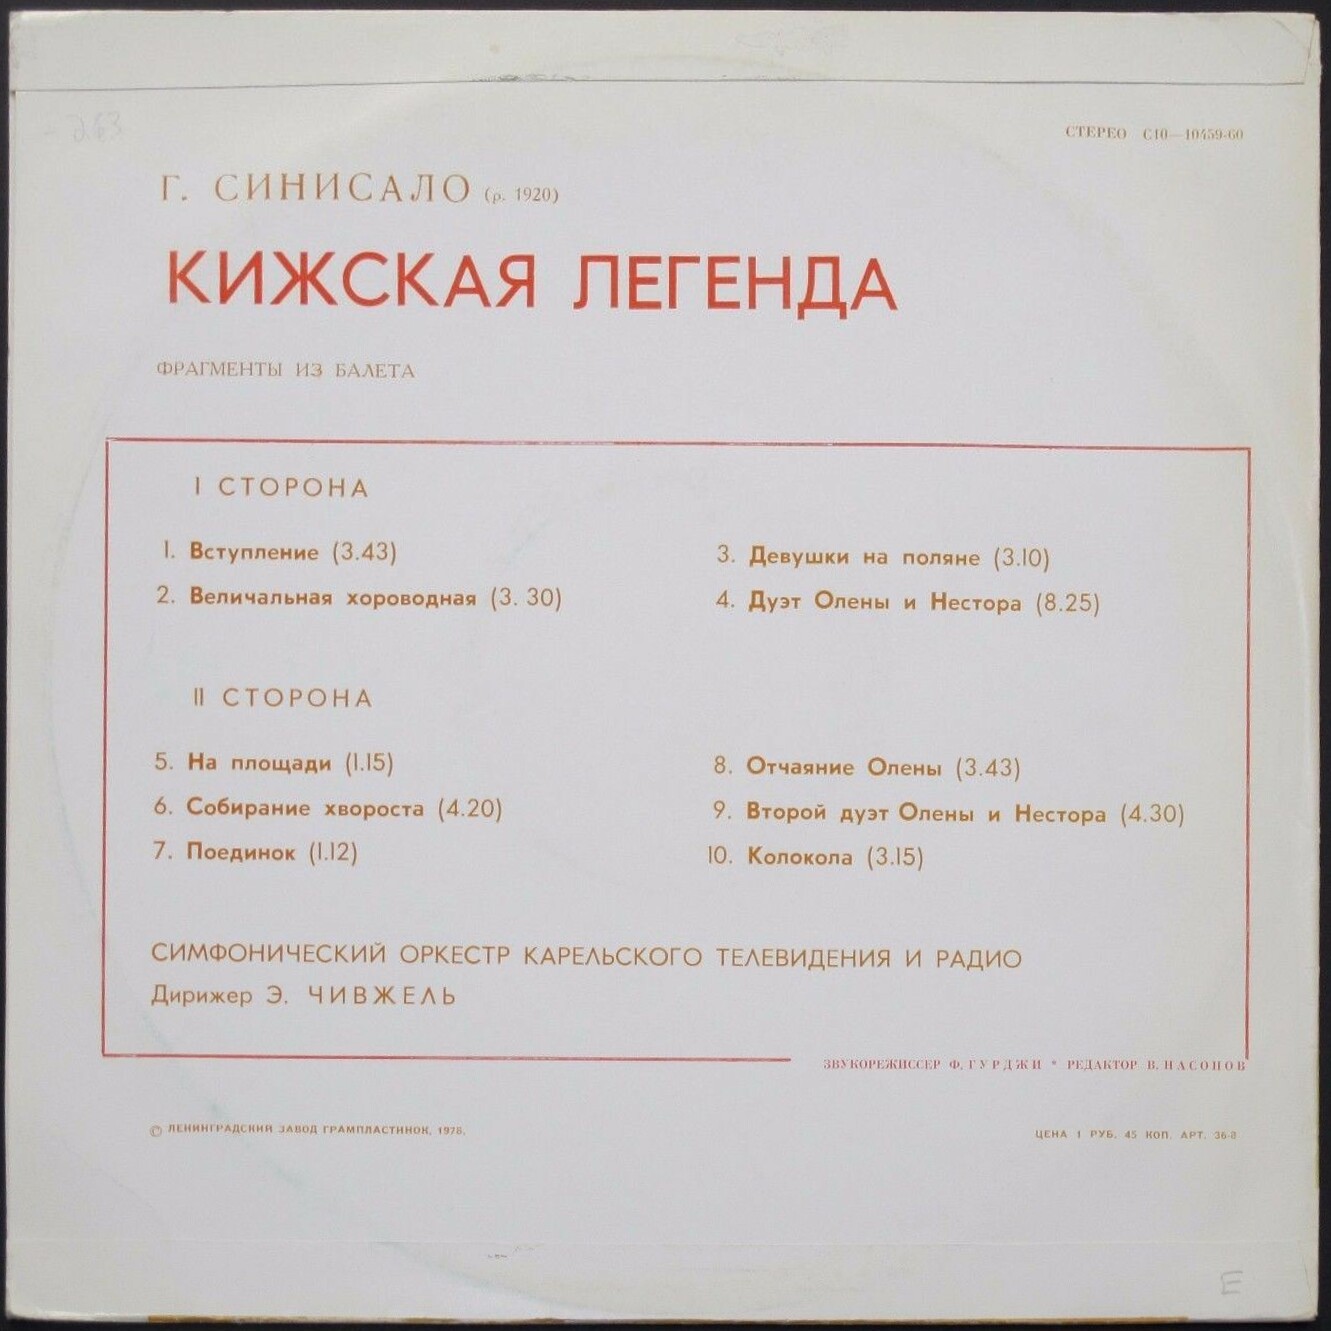 -263
СТЕРЕО С10—10459-60
Г. СИНИСАЛО (р. 1920)
КИЖСКАЯ ЛЕГЕНДА
ФРАГМЕНТЫ ИЗ БАЛЕТА
I СТОРОНА
1. Вступление (3.43)
2. Величальная хороводная (3. 30)
3. Девушки на поляне (3.10)
4. Дуэт Олены и Нестора (8.25)
II СТОРОНА
5. На площади (1.15)
6. Собирание хвороста (4.20)
7. Поединок (1.12)
8. Отчаяние Олены (3.43)
9. Второй дуэт Олены и Нестора (4.30)
10. Колокола (3.15)
СИМФОНИЧЕСКИЙ ОРКЕСТР КАРЕЛЬСКОГО ТЕЛЕВИДЕНИЯ И РАДИО
Дирижер Э. ЧИВЖЕЛЬ
ЗВУКОРЕЖИССЕР Ф. ГУРДЖИ * РЕДАКТОР В. НАСОНОВ
© ЛЕНИНГРАДСКИЙ ЗАВОД ГРАМПЛАСТИНОК, 1978.
ЦЕНА 1 РУБ. 45 КОП. АРТ. 36-8
E